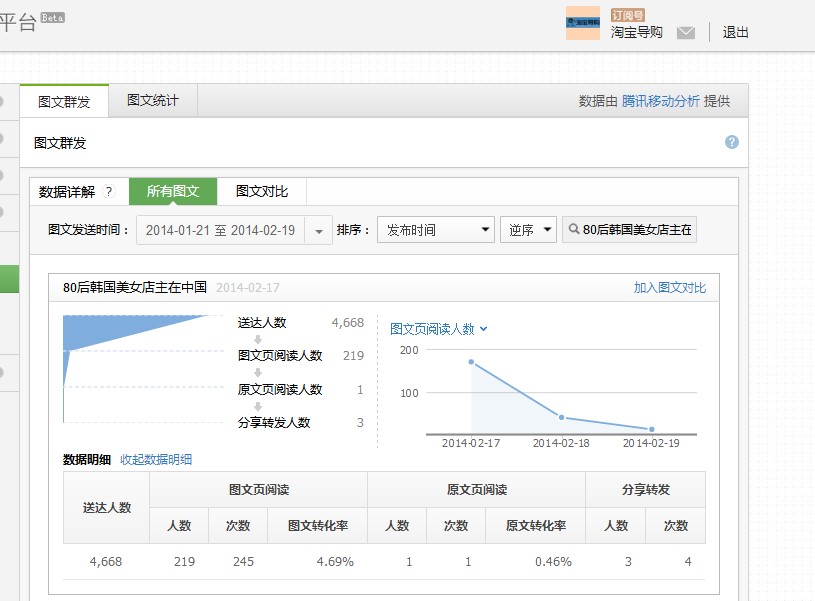 平台 Beta
订阅号
淘宝导购
退出
图文群发 图文统计 数据由 腾讯移动分析 提供
图文群发 ?
数据详解 ? 所有图文 图文对比
图文发送时间： 2014-01-21 至 2014-02-19 排序： 发布时间 逆序 80后韩国美女店主在
80后韩国美女店主在中国 2014-02-17 加入图文对比
送达人数 4,668
图文页阅读人数 219
原文页阅读人数 1
分享转发人数 3
图文页阅读人数
200
100
2014-02-17 2014-02-18 2014-02-19
数据明细 收起数据明细
送达人数 图文页阅读 原文页阅读 分享转发
人数 次数 图文转化率 人数 次数 原文转化率 人数 次数
4,668 219 245 4.69% 1 1 0.46% 3 4